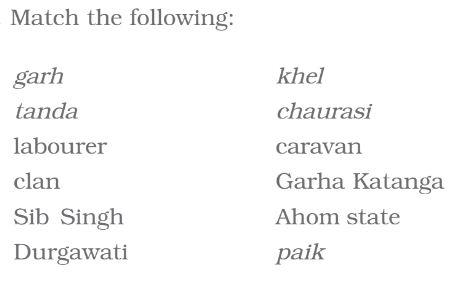 Match the following:
garh khel
tanda chaurasi
labourer caravan
clan Garha Katanga
Sib Singh Ahom state
Durgawati paik